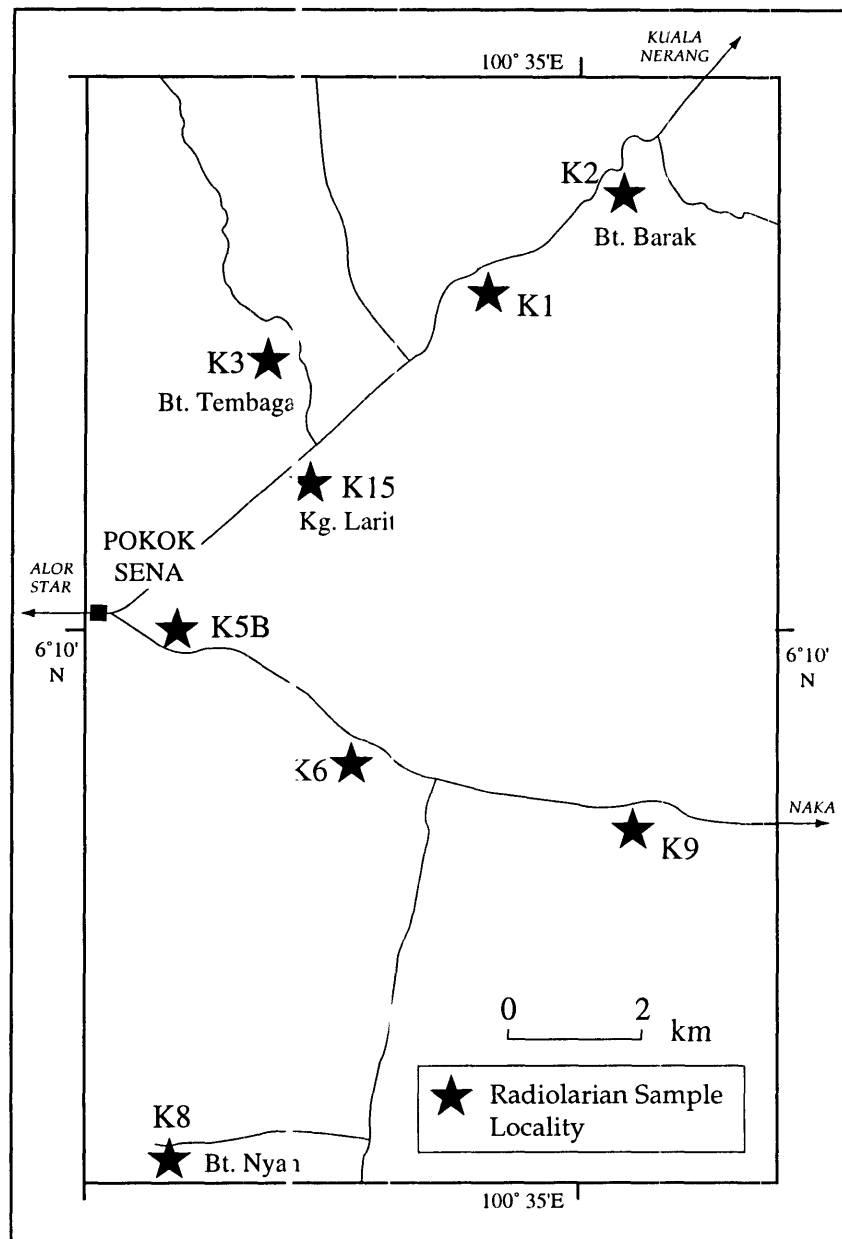 KUALA
NERANG
100° 35'E
K2
Bt. Barak
K1
K3
Bt. Tembaga
K15
Kg. Larit
POKOK
SENA
ALOR
STAR
K5B
6°10'
N
6°10'
N
K6
NAKA
K9
0 2
km
Radiolarian Sample
Locality
K8
Bt.
100° 35'E